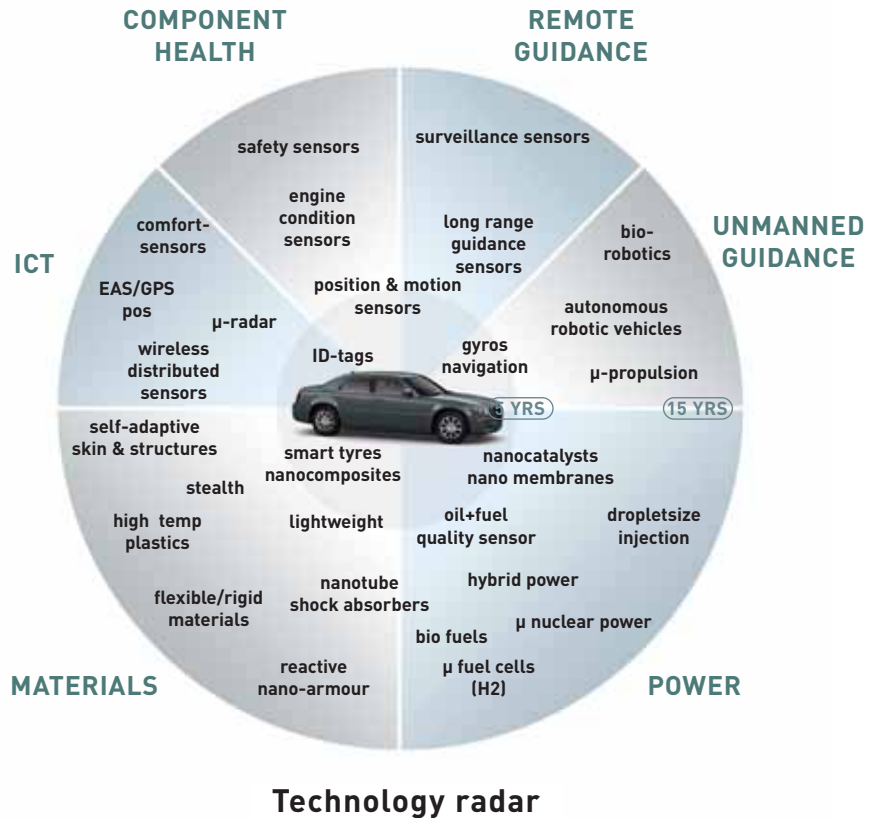 COMPONENT
HEALTH
REMOTE
GUIDANCE
safety sensors
surveillance sensors
engine
condition
sensors
long range
guidance
sensors
comfort-
sensors
bio-
robotics
UNMANNED
GUIDANCE
ICT
EAS/GPS
pos
position & motion
sensors
µ-radar
autonomous
robotic vehicles
wireless
distributed
sensors
ID-tags
gyros
navigation
µ-propulsion
YRS
15 YRS
self-adaptive
skin & structures
smart tyres
nanocomposites
nanocatalysts
nano membranes
stealth
high temp
plastics
lightweight
oil+fuel
quality sensor
dropletsize
injection
hybrid power
nanotube
shock absorbers
flexible/rigid
materials
µ nuclear power
bio fuels
reactive
nano-armour
µ fuel cells
(H2)
MATERIALS
POWER
Technology radar